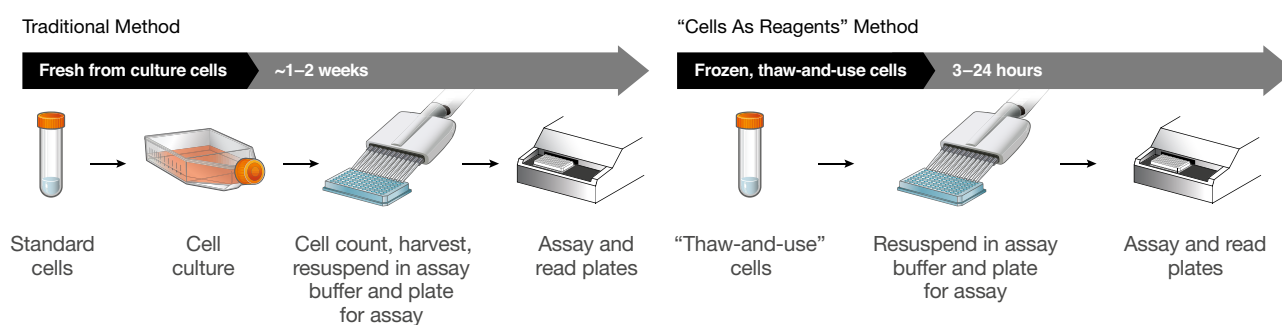 Traditional Method
Fresh from culture cells
~1–2 weeks
Standard
cells
Cell
culture
Cell count, harvest,
resuspend in assay
buffer and plate
for assay
Assay and
read plates
“Cells As Reagents” Method
Frozen, thaw-and-use cells
3–24 hours
“Thaw-and-use”
cells
Resuspend in assay
buffer and plate
for assay
Assay and read
plates